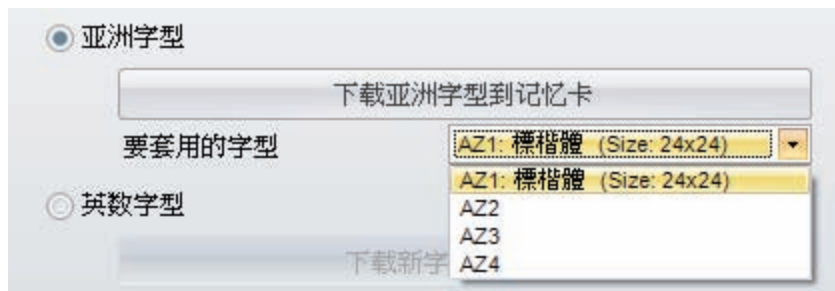 亚洲字型
下载亚洲字型到记忆卡
要套用的字型 AZ1: 標楷體 (Size: 24x24)
AZ1: 標楷體 (Size: 24x24)
英数字型 AZ2
AZ3
下载新字 AZ4